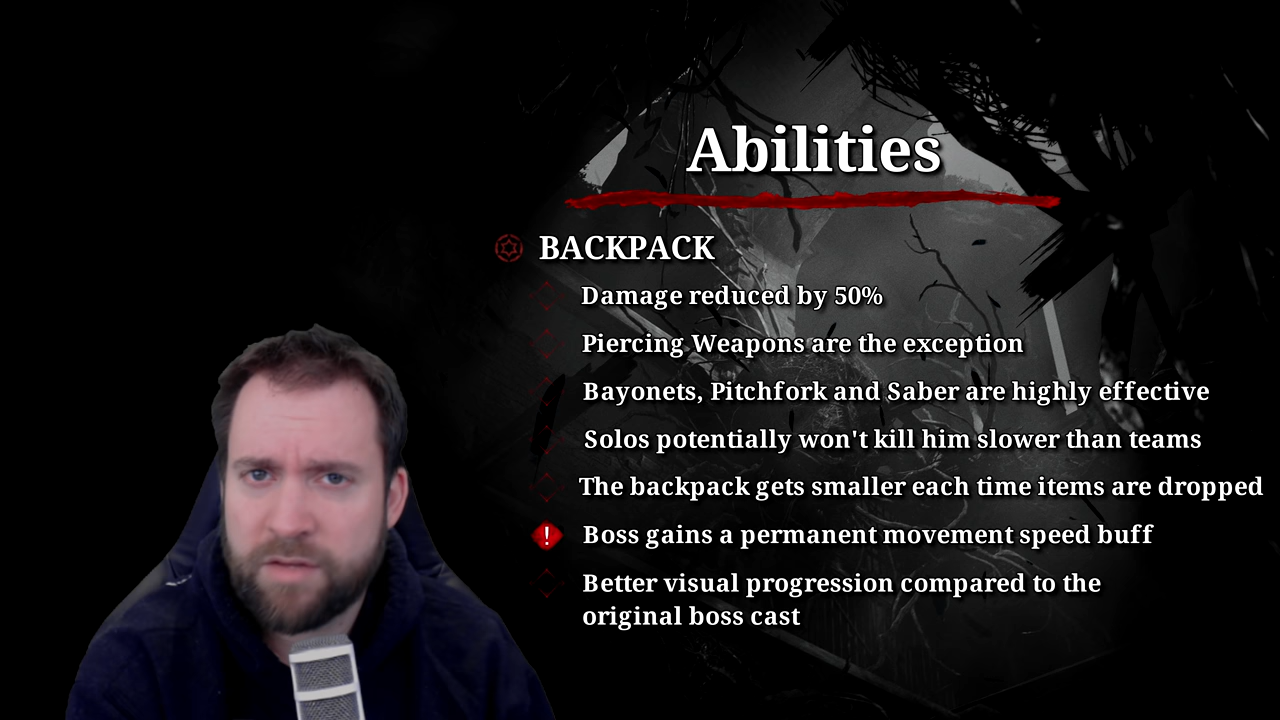 Abilities
BACKPACK
Damage reduced by 50%
Piercing Weapons are the exception
Bayonets, Pitchfork and Saber are highly effective
Solos potentially won't kill him slower than teams
The backpack gets smaller each time items are dropped
!
Boss gains a permanent movement speed buff
Better visual progression compared to the
original boss cast